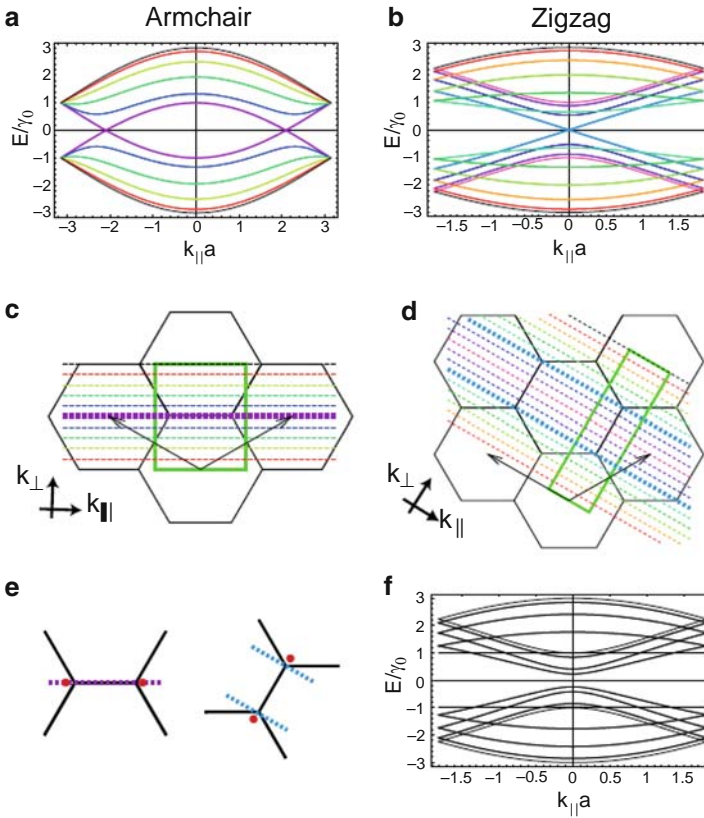 a Armchair
b Zigzag
E/γ₀
3
2
1
0
−1
−2
−3
−3 −2 −1 0 1 2 3
k||a
E/γ₀
3
2
1
0
−1
−2
−3
−1.5 −1 −0.5 0 0.5 1 1.5
k||a
c
k⊥
k||
d
k⊥
k||
e
f
E/γ₀
3
2
1
0
−1
−2
−3
−1.5 −1 −0.5 0 0.5 1 1.5
k||a